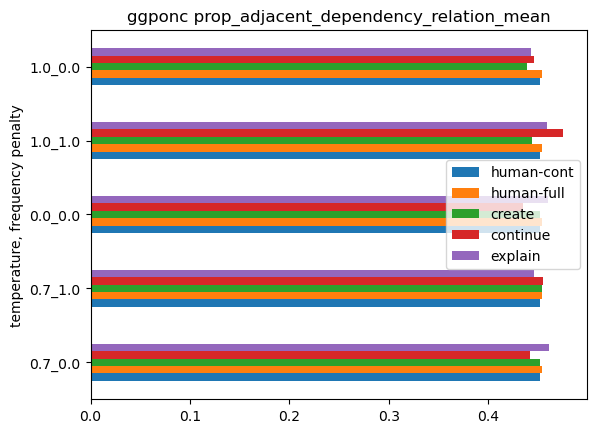 ggponc prop_adjacent_dependency_relation_mean
temperature, frequency penalty
1.0_0.0
1.0_1.0
0.0_0.0
0.7_1.0
0.7_0.0
human-cont
human-full
create
continue
explain
0.0 0.1 0.2 0.3 0.4